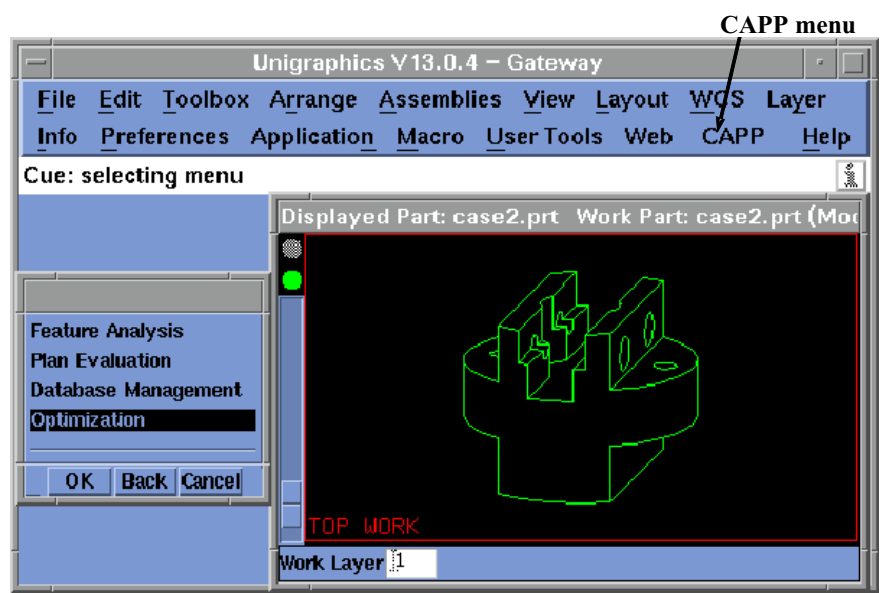 CAPP menu
Unigraphics V13.0.4 – Gateway
File Edit Toolbox Arrange Assemblies View Layout WCS Layer
Info Preferences Application Macro User Tools Web CAPP Help
Cue: selecting menu
Displayed Part: case2.prt Work Part: case2.prt (Mod
Feature Analysis
Plan Evaluation
Database Management
Optimization
OK Back Cancel
TOP WORK
Work Layer 1